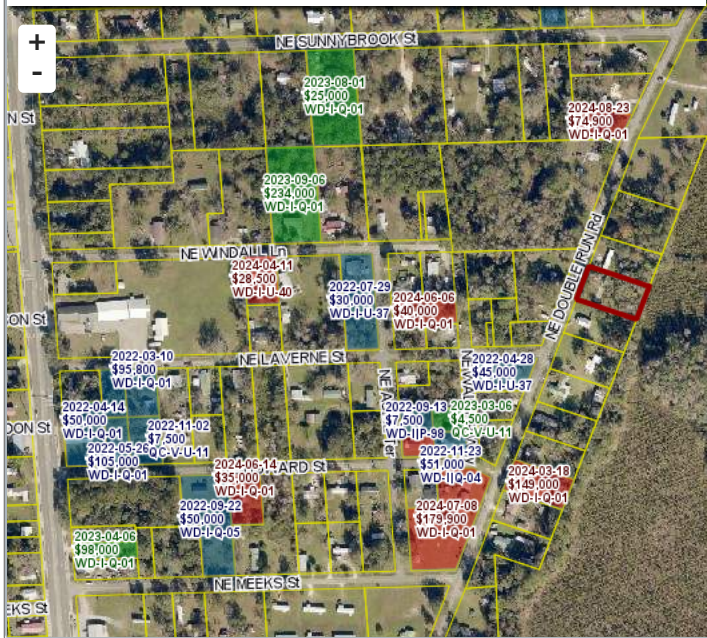 +
-
NE SUNNYBROOK St
2023-08-01
$25,000
WD-I-Q-01
2024-08-23
$74,900
WD-I-Q-01
N St
2023-09-06
$234,000
WD-I-Q-01
NE WINDALL Ln
NE DOUBLE RUN Rd
2024-04-11
$28,500
WD-I-U-40
2022-07-29
$30,000
WD-I-U-37
2024-06-06
$40,000
WD-I-Q-01
SON St
2022-03-10
$95,800
WD-I-Q-01
NE LAVERNE St
2022-04-28
$45,000
WD-I-U-37
2022-04-14
$50,000
WD-I-Q-01
2022-11-02
$7,500
QC-V-U-11
2022-05-26
$105,000
WD-I-Q-01
DON St
2022-09-13
$7,500
WD-I|P-98
2023-03-06
$4,500
QC-V-U-11
2022-11-23
$51,000
WD-I|Q-04
2024-06-14
$35,000
WD-I-Q-01
ARD St
2024-03-18
$149,000
WD-I-Q-01
2022-09-22
$50,000
WD-I-Q-05
2024-07-08
$179,900
WD-I-Q-01
2023-04-06
$98,000
WD-I-Q-01
NE MEEKS St
EKS St